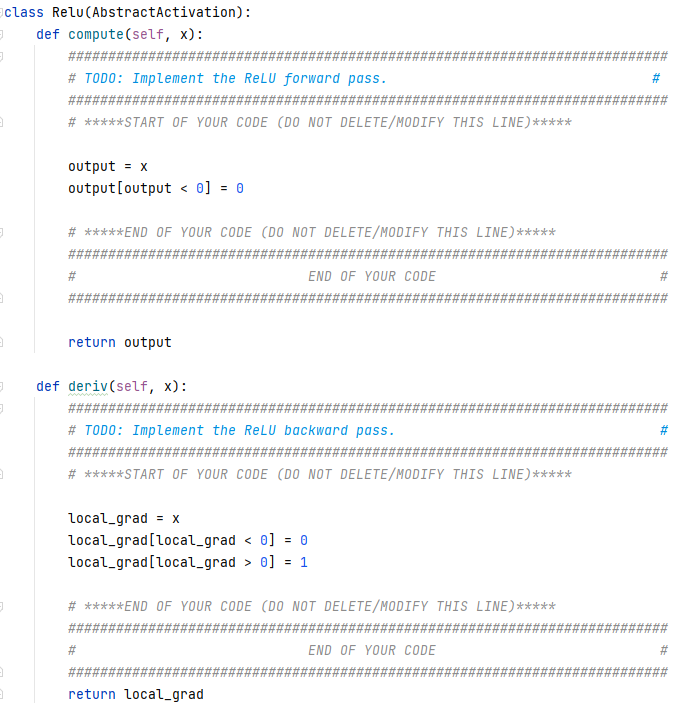 class Relu(AbstractActivation):
    def compute(self, x):
        ###########################################################################
        # TODO: Implement the ReLU forward pass.                                 #
        ###########################################################################
        # *****START OF YOUR CODE (DO NOT DELETE/MODIFY THIS LINE)*****

        output = x
        output[output < 0] = 0

        # *****END OF YOUR CODE (DO NOT DELETE/MODIFY THIS LINE)*****
        ###########################################################################
        #                             END OF YOUR CODE                            #
        ###########################################################################

        return output

    def deriv(self, x):
        ###########################################################################
        # TODO: Implement the ReLU backward pass.                                 #
        ###########################################################################
        # *****START OF YOUR CODE (DO NOT DELETE/MODIFY THIS LINE)*****

        local_grad = x
        local_grad[local_grad < 0] = 0
        local_grad[local_grad > 0] = 1

        # *****END OF YOUR CODE (DO NOT DELETE/MODIFY THIS LINE)*****
        ###########################################################################
        #                             END OF YOUR CODE                            #
        ###########################################################################
        return local_grad